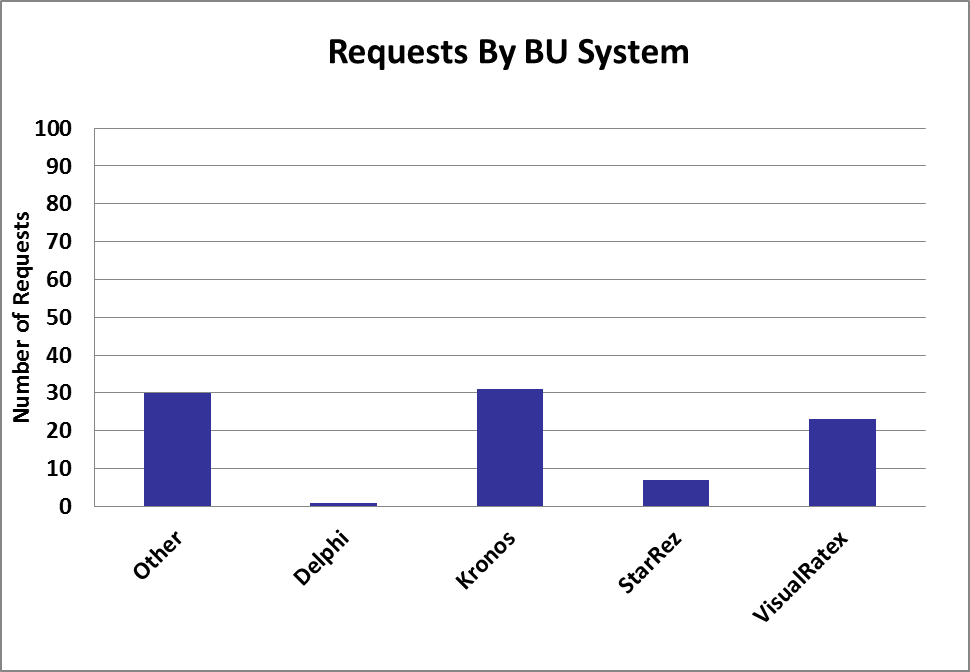 Requests By BU System
Number of Requests
100
90
80
70
60
50
40
30
20
10
0
Other
Delphi
Kronos
StarRez
VisualRatex